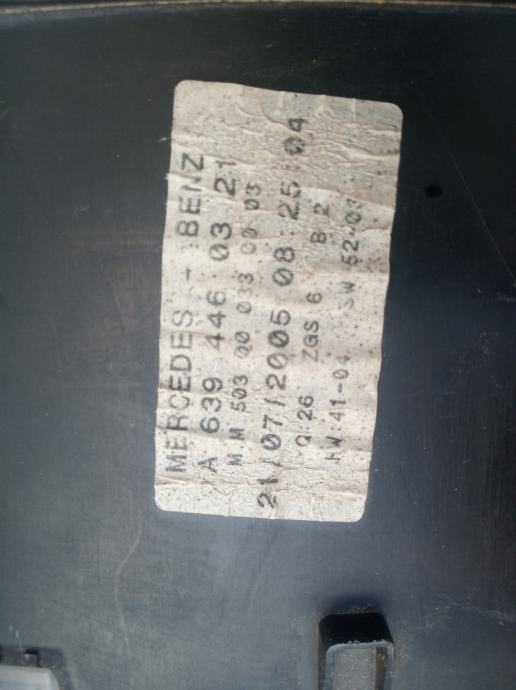 MERCEDES - BENZ
A 639 446 03 21
M.M 503 00 033 00 03
21/07/2005 08:25:04
Q:26 ZGS 6 B 2
HW:41-04 SW 52-0